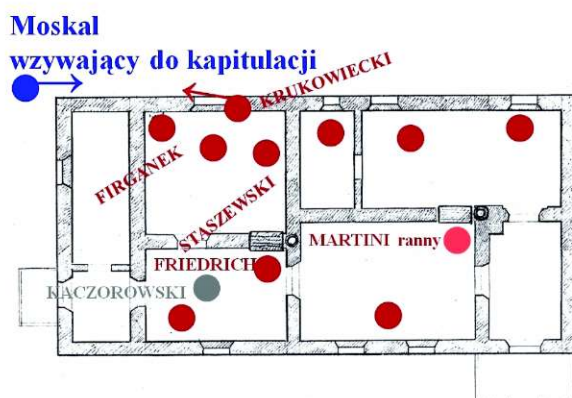 Moskal
wzywający do kapitulacji
KRUKOWIECKI
FIRGANEK
STASZEWSKI
MARTINI ranny
FRIEDRICH
KACZOROWSKI